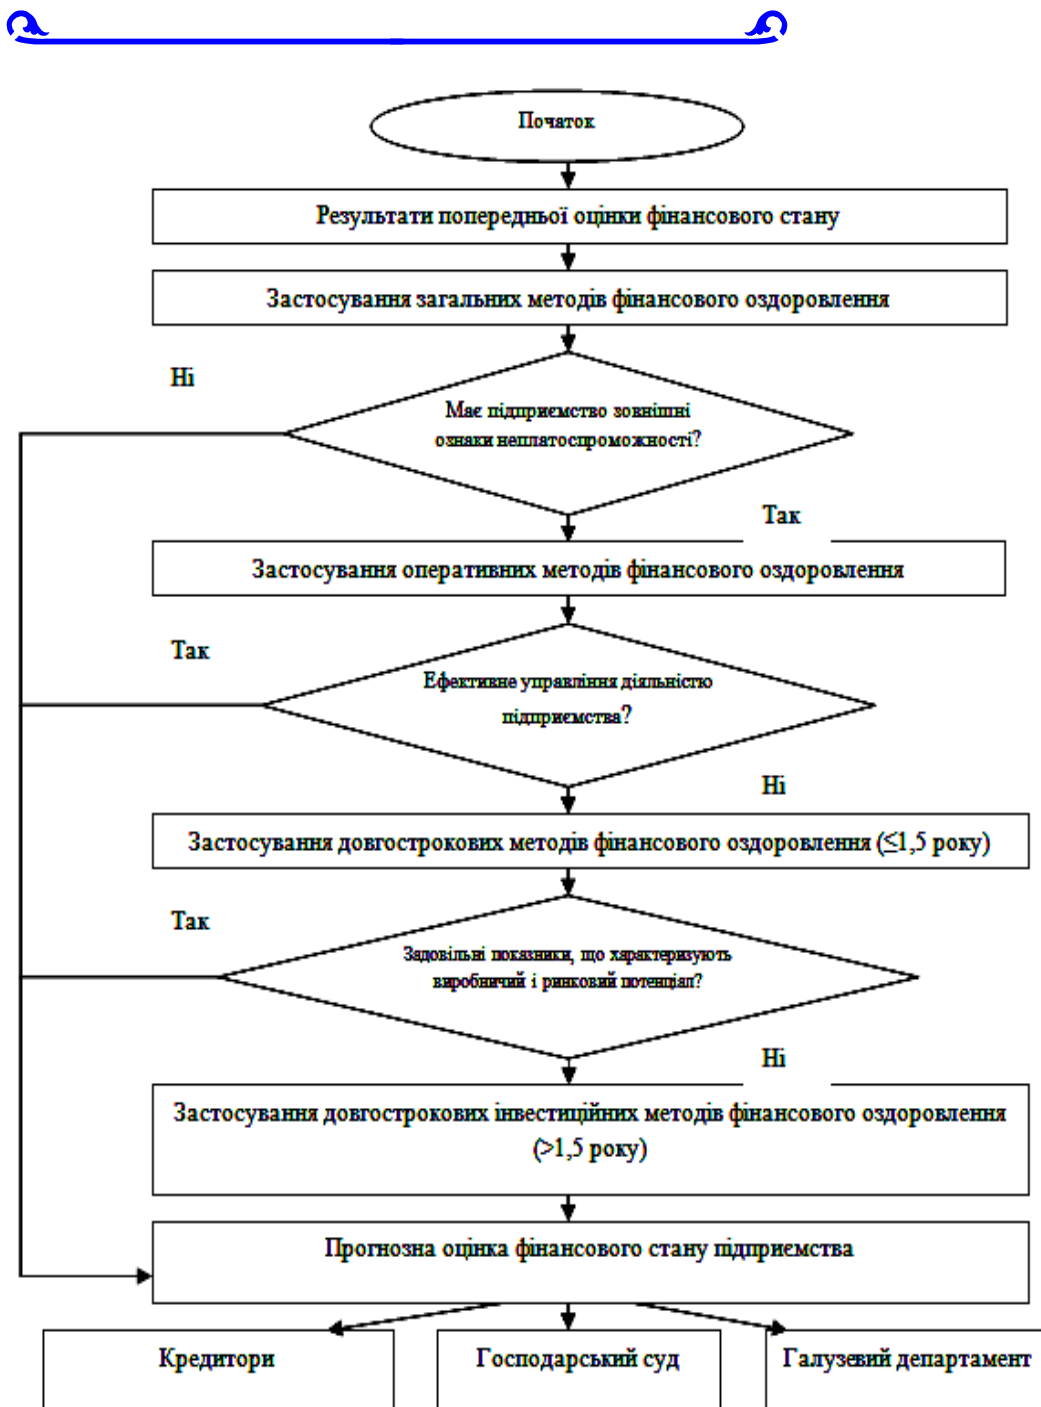 Початок
Результати попередньої оцінки фінансового стану
Застосування загальних методів фінансового оздоровлення
Ні
Має підприємство зовнішні
ознаки неплатоспроможності?
Так
Застосування оперативних методів фінансового оздоровлення
Так
Ефективне управління діяльністю
підприємства?
Ні
Застосування довгострокових методів фінансового оздоровлення (≤1,5 року)
Так
Задовільні показники, що характеризують
виробничий і ринковий потенціал?
Ні
Застосування довгострокових інвестиційних методів фінансового оздоровлення
(>1,5 року)
Прогнозна оцінка фінансового стану підприємства
Кредитори
Господарський суд
Галузевий департамент